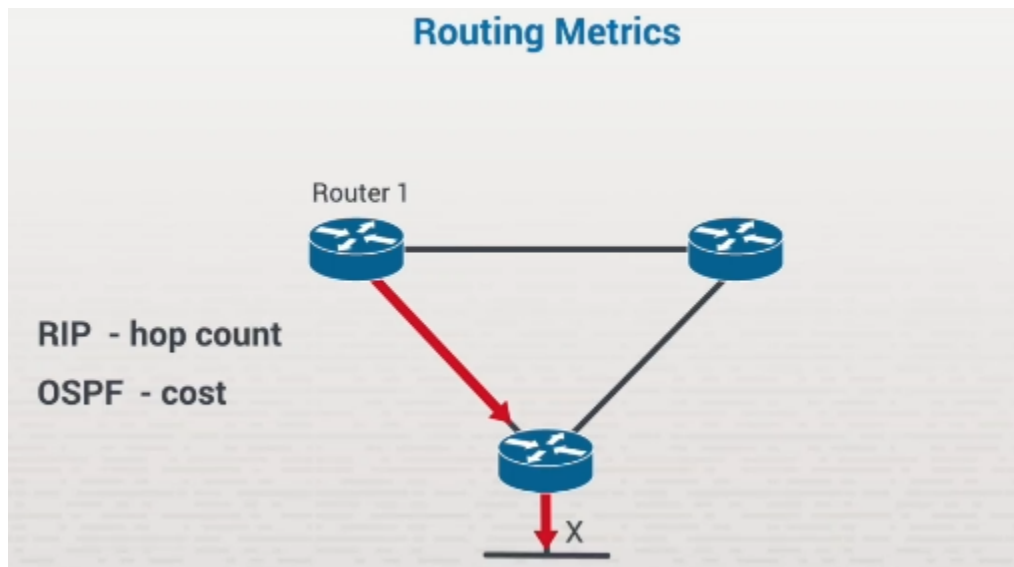 Routing Metrics
Router 1
RIP - hop count
OSPF - cost
X